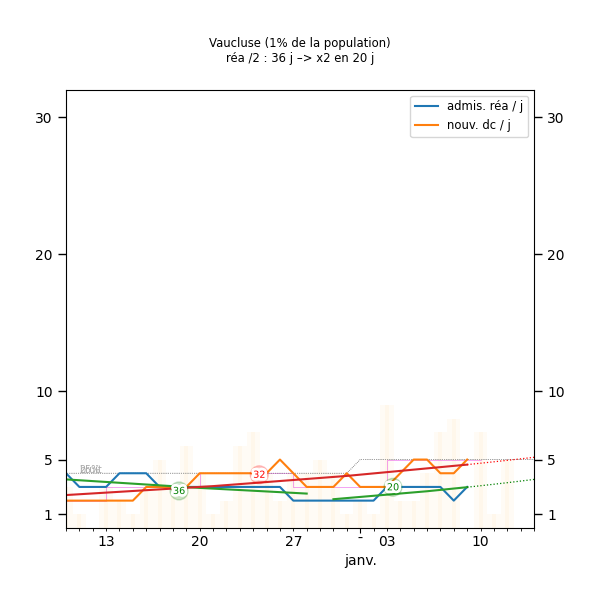 Vaucluse (1% de la population)
réa /2 : 36 j –> x2 en 20 j
admis. réa / j
nouv. dc / j
30 30
20 20
10 10
5 5
1 1
32
36
20
13 20 27 - 03 10
janv.